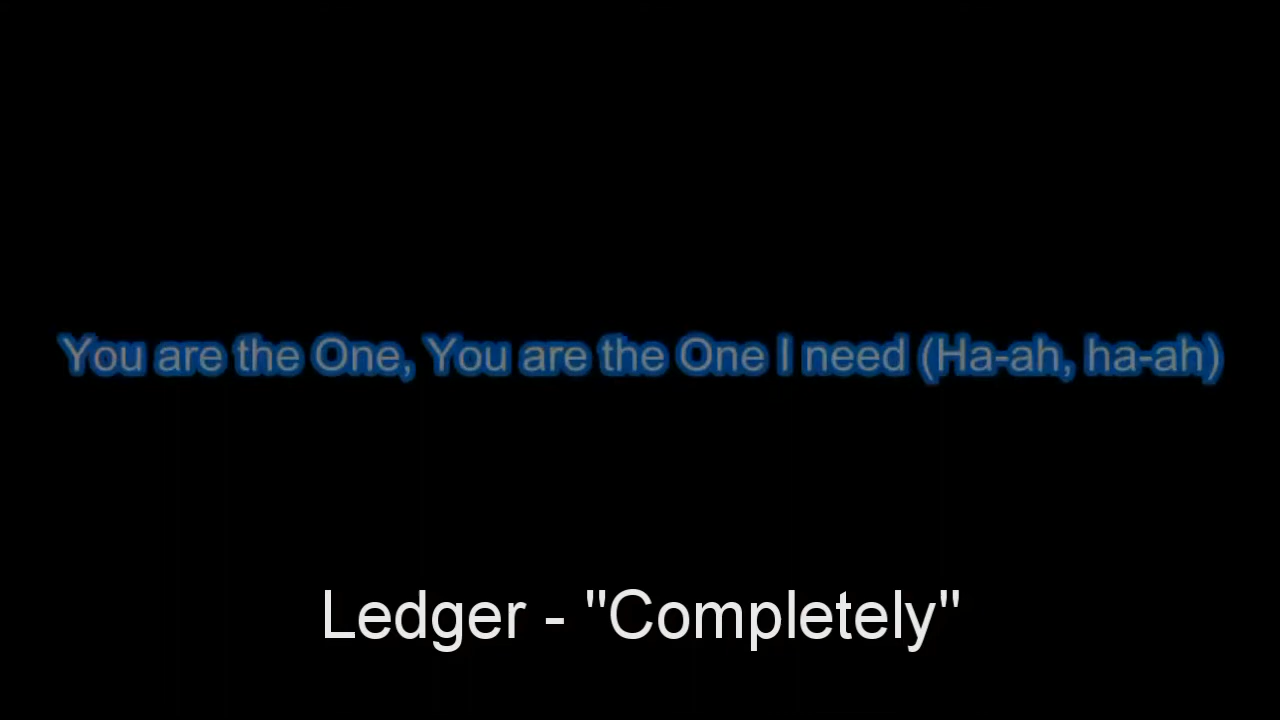 You are the One, You are the One I need (Ha-ah, ha-ah)
Ledger - "Completely"